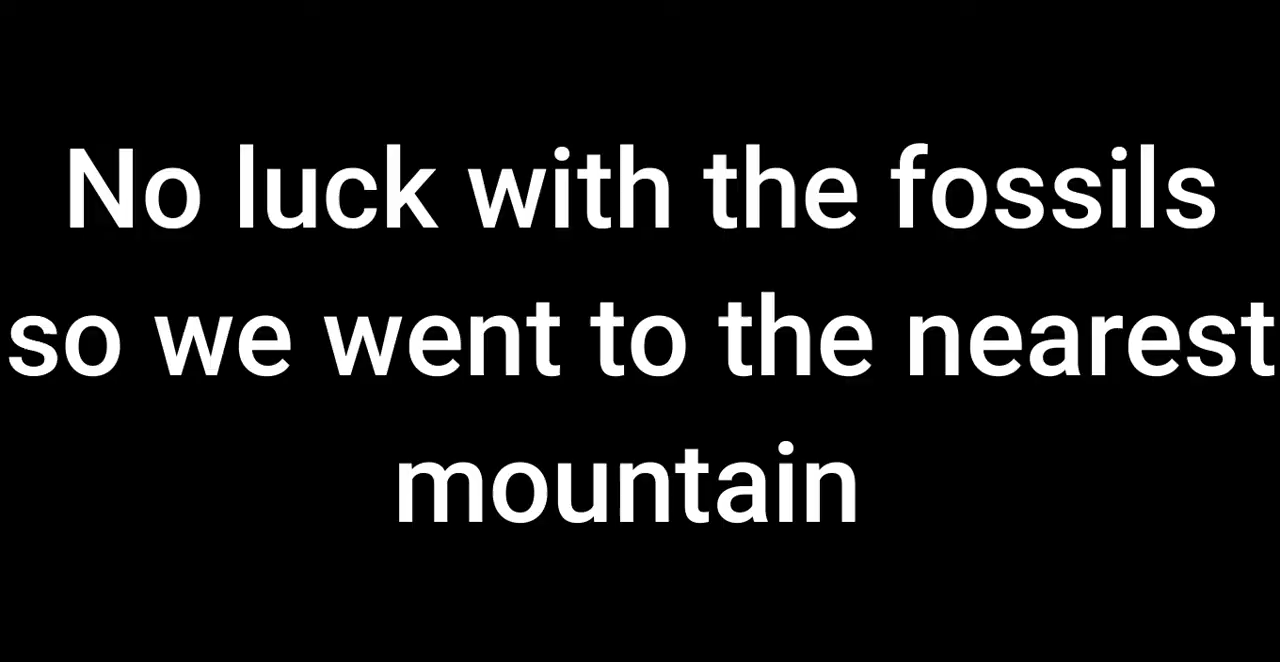 No luck with the fossils
so we went to the nearest
mountain